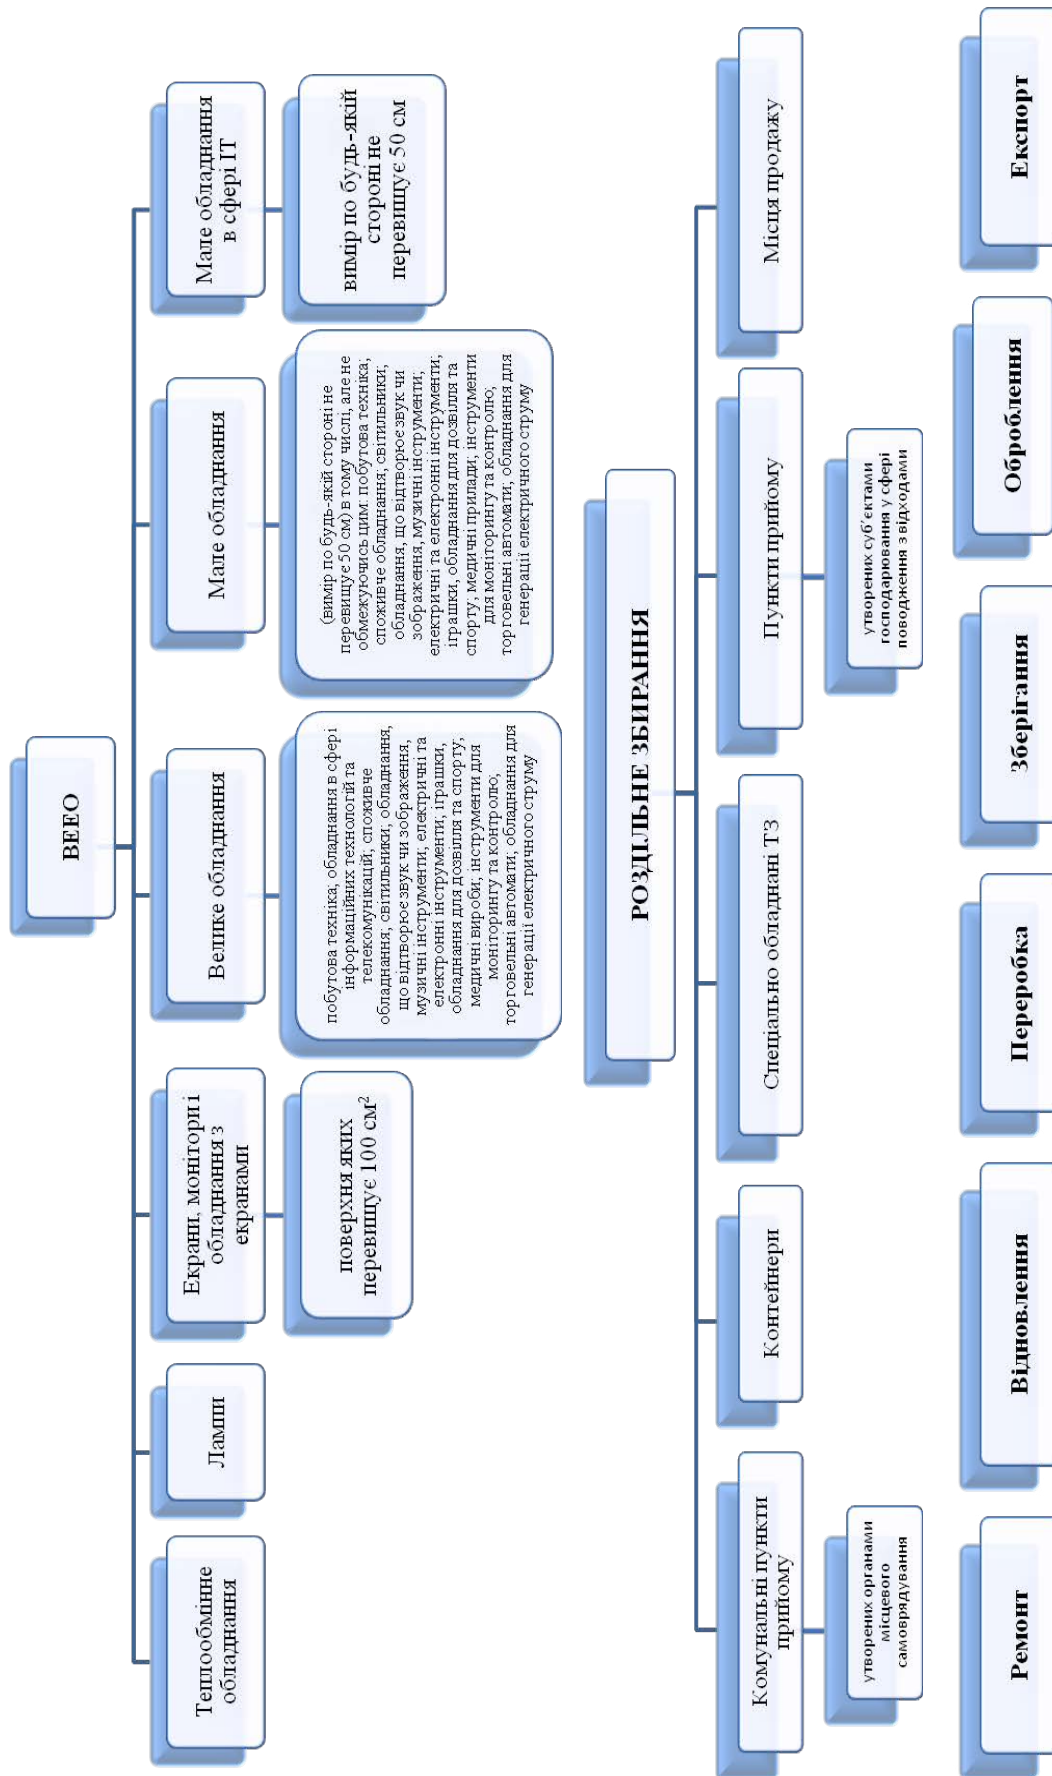 ВЕЕО
Теплообмінне
обладнання
Лампи
Екрани, монітори і
обладнання з
екранами
поверхня яких
перевищує 100 см²
Велике обладнання
побутова техніка; обладнання в сфері
інформаційних технологій та
телекомунікацій; споживче
обладнання; світильники, обладнання,
що відтворює звук чи зображення,
музичні інструменти; електричні та
електронні інструменти; іграшки,
обладнання для дозвілля та спорту;
медичні вироби; інструменти для
моніторингу та контролю;
торговельні автомати; обладнання для
генерації електричного струму
Мале обладнання
(вимір по будь-якій стороні не
перевищує 50 см) в тому числі, але не
обмежуючись цим: побутова техніка;
споживче обладнання; світильники;
обладнання, що відтворює звук чи
зображення, музичні інструменти;
електричні та електронні інструменти;
іграшки, обладнання для дозвілля та
спорту; медичні прилади; інструменти
для моніторингу та контролю;
торговельні автомати; обладнання для
генерації електричного струму
Мале обладнання
в сфері ІТ
вимір по будь-якій
стороні не
перевищує 50 см
РОЗДІЛЬНЕ ЗБИРАННЯ
Комунальні пункти
прийому
утворених органами
місцевого
самоврядування
Контейнери
Спеціально обладнані ТЗ
Пункти прийому
утворених суб’єктами
господарювання у сфері
поводження з відходами
Місця продажу
Ремонт
Відновлення
Переробка
Зберігання
Оброблення
Експорт